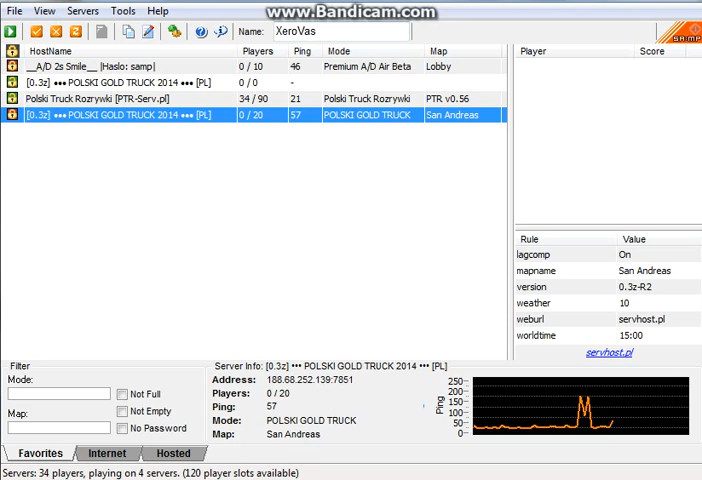 www.Bandicam.com
File View Servers Tools Help
Name: XeroVas
sa:mp
HostName Players Ping Mode Map
__A/D 2s Smile__ |Haslo: samp| 0 / 10 46 Premium A/D Air Beta Lobby
[0.3z] ••• POLSKI GOLD TRUCK 2014 ••• [PL] 0 / 0 -
Polski Truck Rozrywki [PTR-Serv.pl] 34 / 90 21 Polski Truck Rozrywki PTR v0.56
[0.3z] ••• POLSKI GOLD TRUCK 2014 ••• [PL] 0 / 20 57 POLSKI GOLD TRUCK San Andreas
Player Score
Rule Value
lagcomp On
mapname San Andreas
version 0.3z-R2
weather 10
weburl servhost.pl
worldtime 15:00
servhost.pl
Filter
Mode:
Map:
Not Full
Not Empty
No Password
Server Info: [0.3z] ••• POLSKI GOLD TRUCK 2014 ••• [PL]
Address: 188.68.252.139:7851
Players: 0 / 20
Ping: 57
Mode: POLSKI GOLD TRUCK
Map: San Andreas
Ping
250
200
150
100
50
0
Favorites Internet Hosted
Servers: 34 players, playing on 4 servers. (120 player slots available)